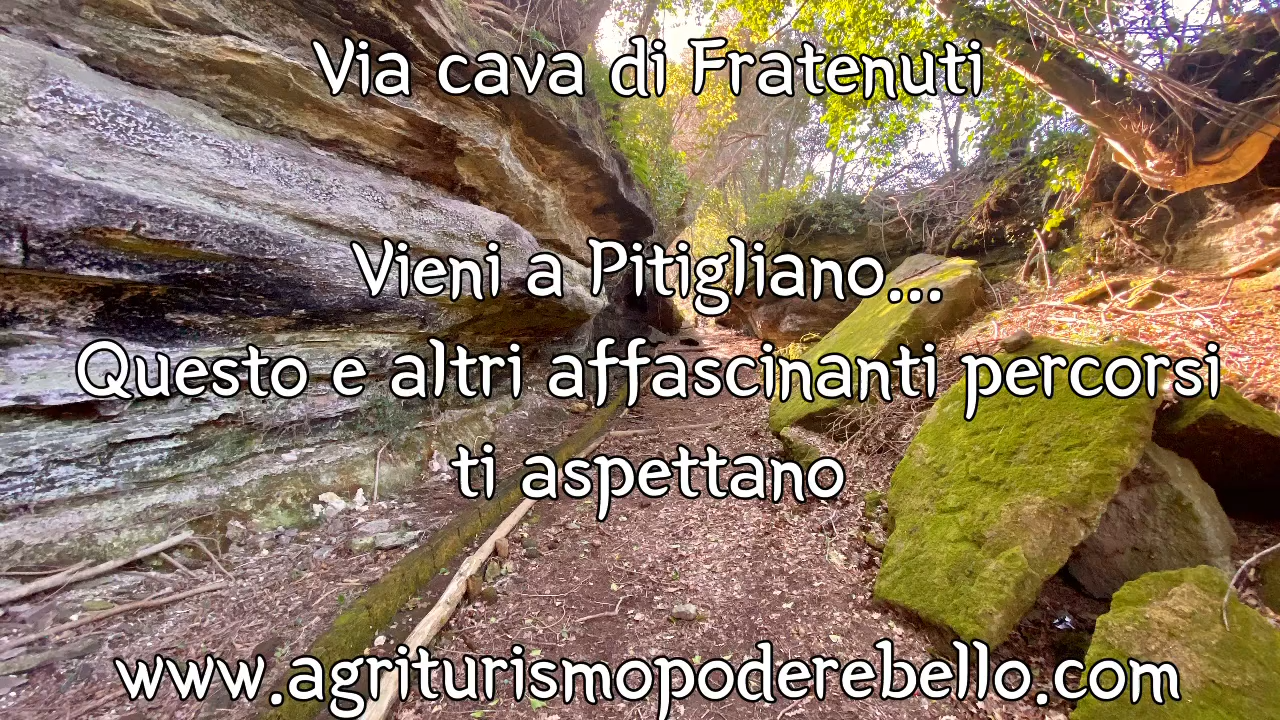 Via cava di Fratenuti
Vieni a Pitigliano...
Questo e altri affascinanti percorsi
ti aspettano
www.agriturismopoderebello.com